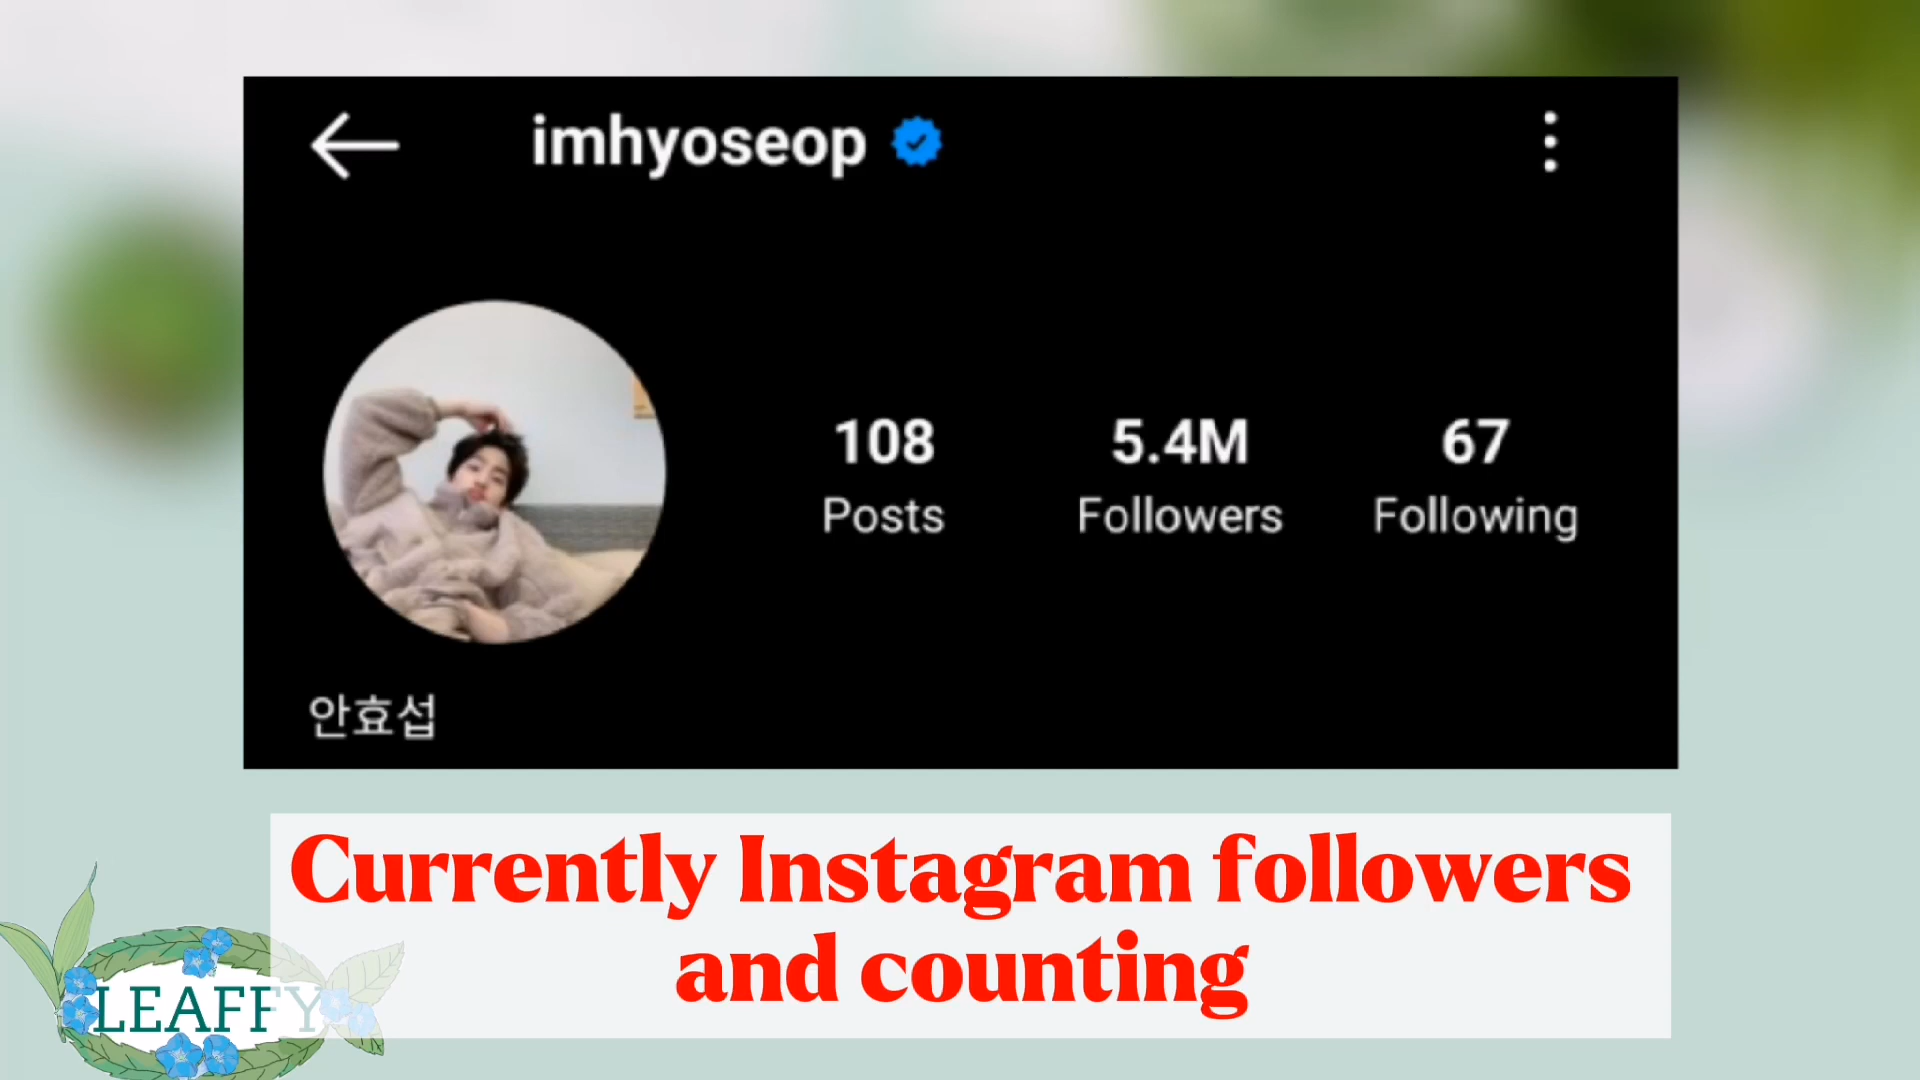 imhyoseop
108
5.4M
67
Posts
Followers
Following
안효섭
Currently Instagram followers
and counting
LEAFFY